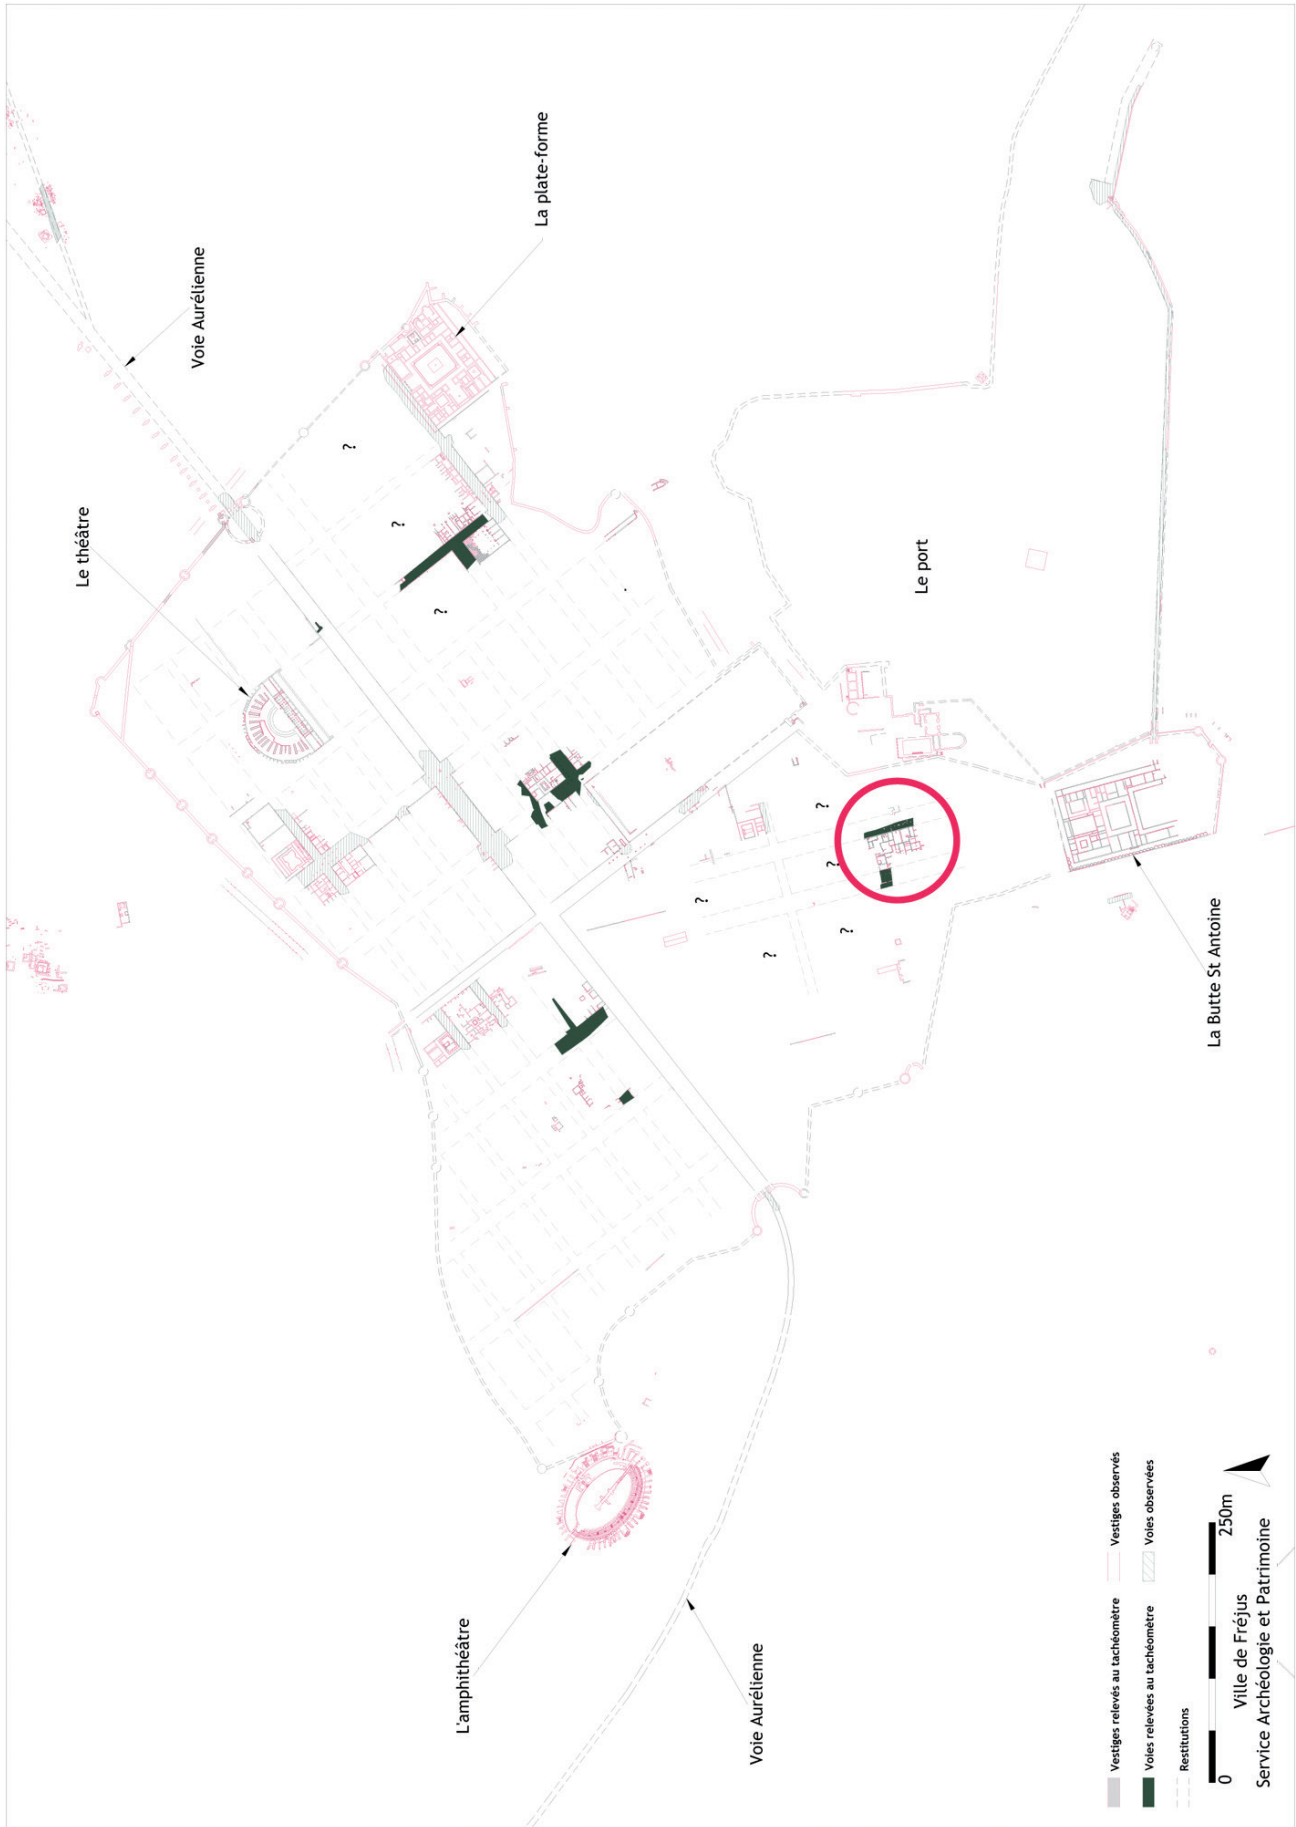 Le théâtre
Voie Aurélienne
La plate-forme
?
?
?
Le port
?
?
?
?
?
L'amphithéâtre
Voie Aurélienne
La Butte St Antoine
Vestiges relevés au tachéomètre
Vestiges observés
Voies relevées au tachéomètre
Voies observées
Restitutions
0
250m
Ville de Fréjus
Service Archéologie et Patrimoine